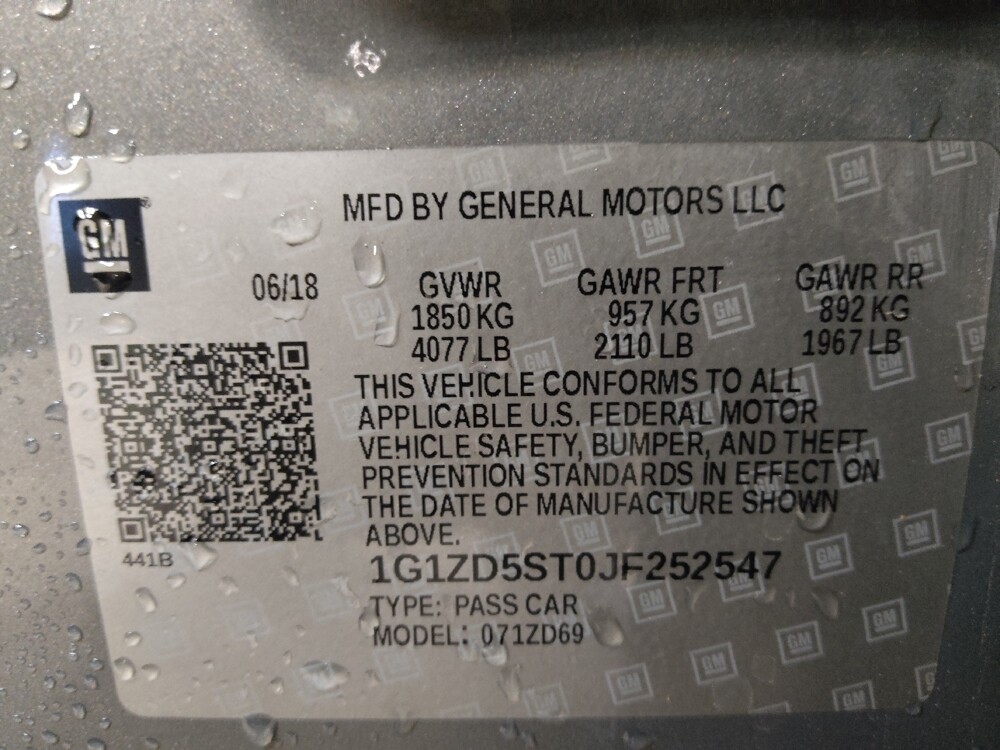 GM
MFD BY GENERAL MOTORS LLC
06/18 GVWR GAWR FRT GAWR RR
1850 KG 957 KG 892 KG
4077 LB 2110 LB 1967 LB
THIS VEHICLE CONFORMS TO ALL
APPLICABLE U.S. FEDERAL MOTOR
VEHICLE SAFETY, BUMPER, AND THEFT
PREVENTION STANDARDS IN EFFECT ON
THE DATE OF MANUFACTURE SHOWN
ABOVE.
441B
1G1ZD5ST0JF252547
TYPE: PASS CAR
MODEL: 071ZD69